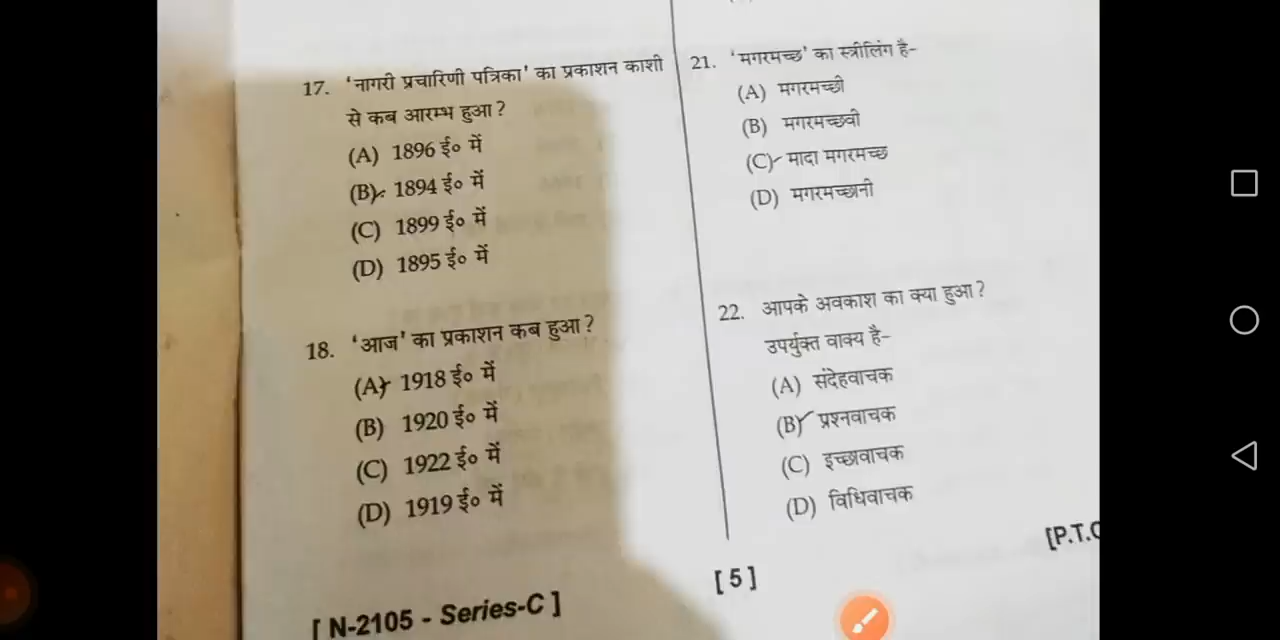 17. 'नागरी प्रचारिणी पत्रिका' का प्रकाशन काशी
से कब आरम्भ हुआ ?
(A) 1896 ई० में
(B) 1894 ई० में
(C) 1899 ई० में
(D) 1895 ई० में
18. 'आज' का प्रकाशन कब हुआ ?
(A) 1918 ई० में
(B) 1920 ई० में
(C) 1922 ई० में
(D) 1919 ई० में
[ N-2105 - Series-C ]
21. 'मगरमच्छ' का स्त्रीलिंग है-
(A) मगरमच्छी
(B) मगरमच्छवी
(C) मादा मगरमच्छ
(D) मगरमच्छानी
22. आपके अवकाश का क्या हुआ ?
उपर्युक्त वाक्य है-
(A) संदेहवाचक
(B) प्रश्नवाचक
(C) इच्छावाचक
(D) विधिवाचक
[ 5 ]
[P.T.O